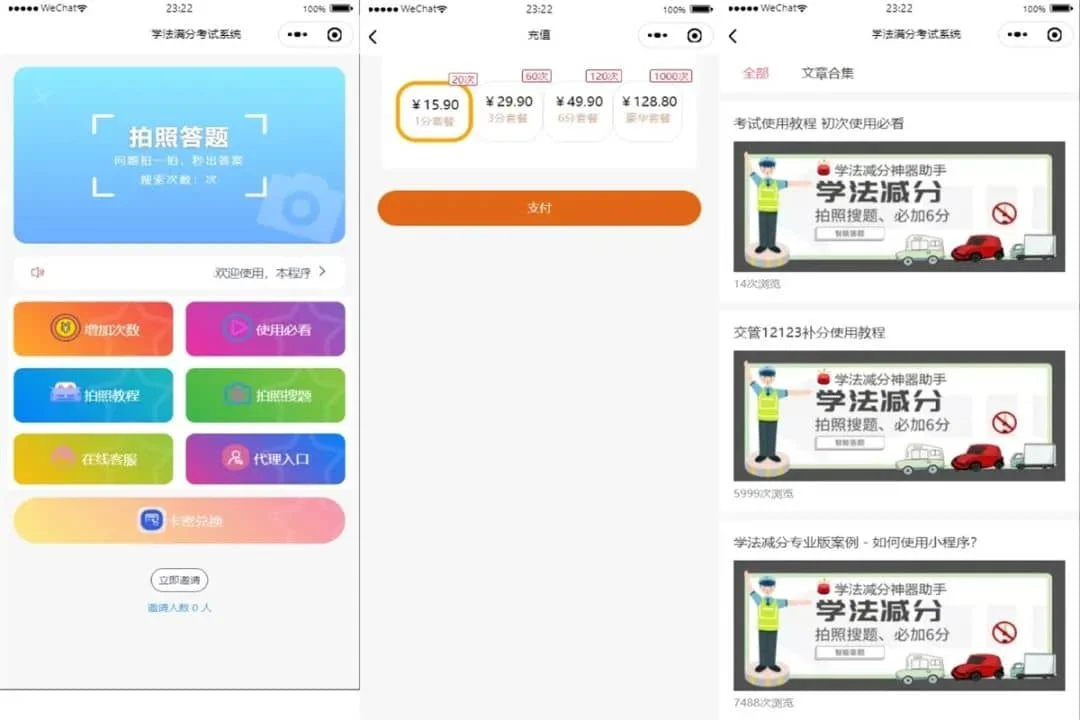 WeChat
23:22
100%
学法满分考试系统
拍照答题
问题拍一拍，秒出答案
搜索次数：次
欢迎使用，本程序
增加次数
使用必看
拍照教程
拍照搜题
在线客服
代理入口
卡密兑换
立即邀请
邀请人数 0 人
WeChat
23:22
100%
充值
20次
60次
120次
1000次
¥ 15.90
¥ 29.90
¥ 49.90
¥ 128.80
1分套餐
3分套餐
6分套餐
豪华套餐
支付
WeChat
23:22
100%
学法满分考试系统
全部
文章合集
考试使用教程 初次使用必看
学法减分神器助手
学法减分
拍照搜题、必加6分
智能答题
14次浏览
交管12123补分使用教程
学法减分神器助手
学法减分
拍照搜题、必加6分
智能答题
5999次浏览
学法减分专业版案例 - 如何使用小程序？
学法减分神器助手
学法减分
拍照搜题、必加6分
智能答题
7488次浏览